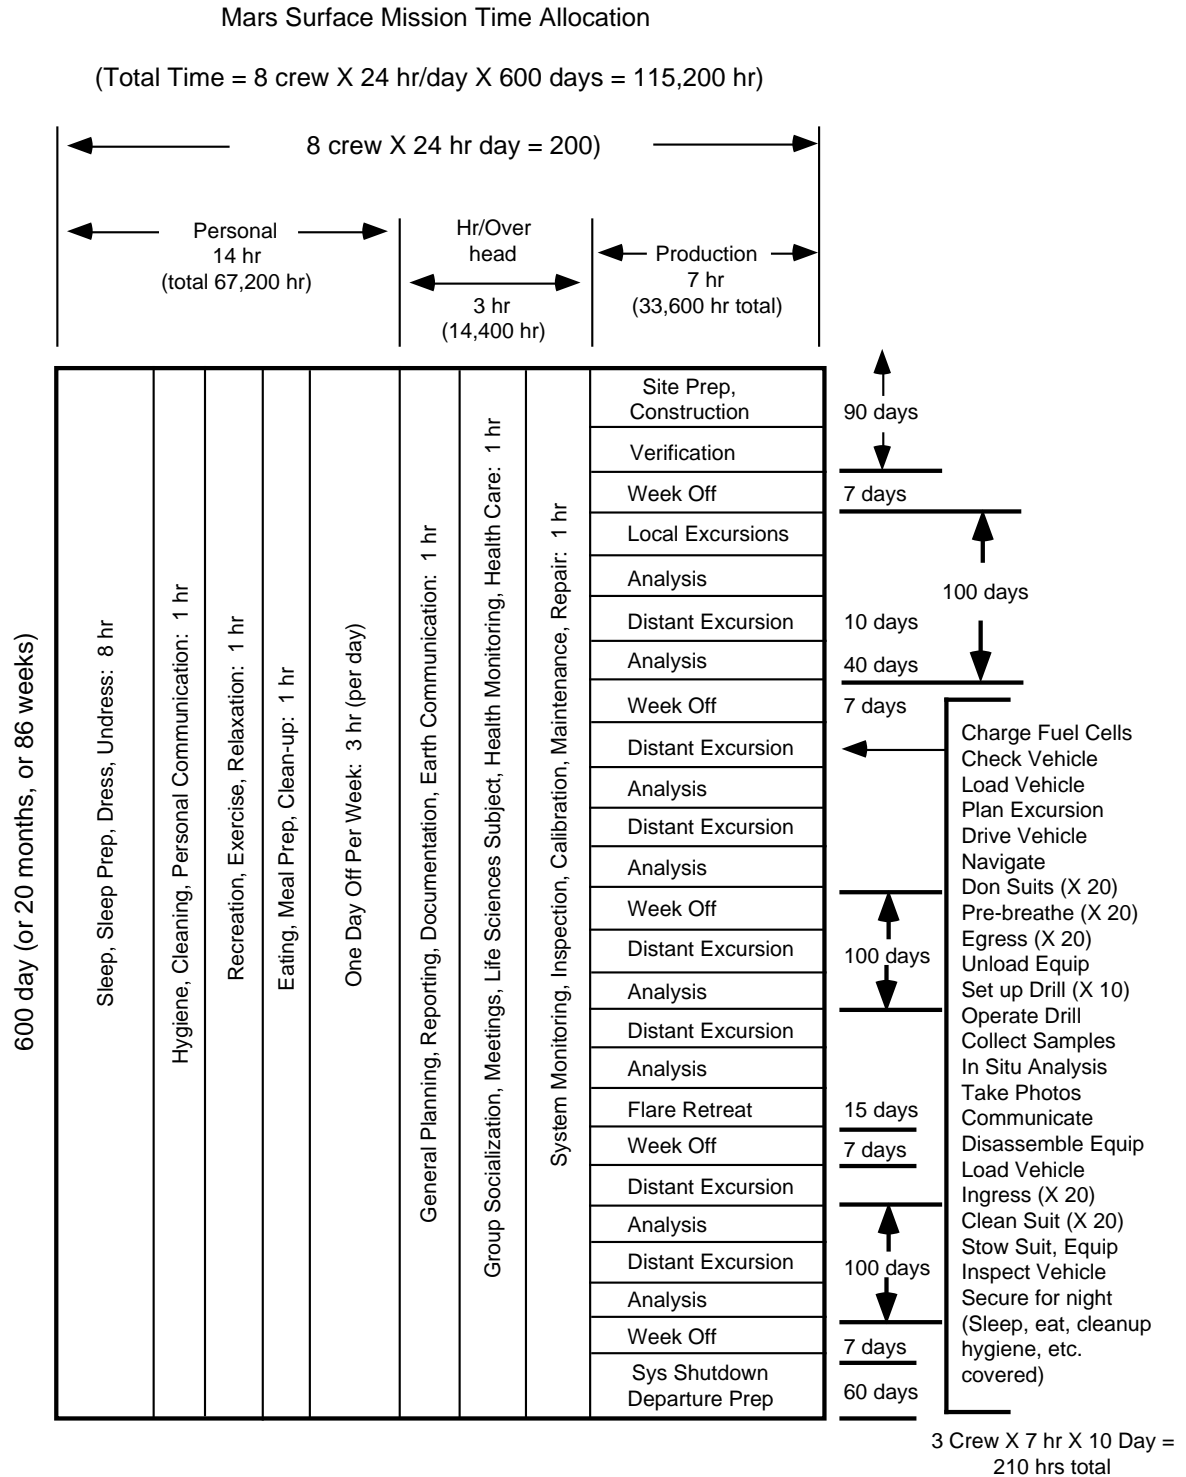 Mars Surface Mission Time Allocation
(Total Time = 8 crew X 24 hr/day X 600 days = 115,200 hr)
8 crew X 24 hr day = 200)
Personal
14 hr
(total 67,200 hr)
Hr/Over
head
3 hr
(14,400 hr)
Production
7 hr
(33,600 hr total)
600 day (or 20 months, or 86 weeks)
Sleep, Sleep Prep, Dress, Undress: 8 hr
Hygiene, Cleaning, Personal Communication: 1 hr
Recreation, Exercise, Relaxation: 1 hr
Eating, Meal Prep, Clean-up: 1 hr
One Day Off Per Week: 3 hr (per day)
General Planning, Reporting, Documentation, Earth Communication: 1 hr
Group Socialization, Meetings, Life Sciences Subject, Health Monitoring, Health Care: 1 hr
System Monitoring, Inspection, Calibration, Maintenance, Repair: 1 hr
Site Prep,
Construction
Verification
Week Off
Local Excursions
Analysis
Distant Excursion
Analysis
Week Off
Distant Excursion
Analysis
Distant Excursion
Analysis
Week Off
Distant Excursion
Analysis
Distant Excursion
Analysis
Flare Retreat
Week Off
Distant Excursion
Analysis
Distant Excursion
Analysis
Week Off
Sys Shutdown
Departure Prep
90 days
7 days
100 days
10 days
40 days
7 days
100 days
15 days
7 days
100 days
7 days
60 days
Charge Fuel Cells
Check Vehicle
Load Vehicle
Plan Excursion
Drive Vehicle
Navigate
Don Suits (X 20)
Pre-breathe (X 20)
Egress (X 20)
Unload Equip
Set up Drill (X 10)
Operate Drill
Collect Samples
In Situ Analysis
Take Photos
Communicate
Disassemble Equip
Load Vehicle
Ingress (X 20)
Clean Suit (X 20)
Stow Suit, Equip
Inspect Vehicle
Secure for night
(Sleep, eat, cleanup
hygiene, etc.
covered)
3 Crew X 7 hr X 10 Day =
210 hrs total